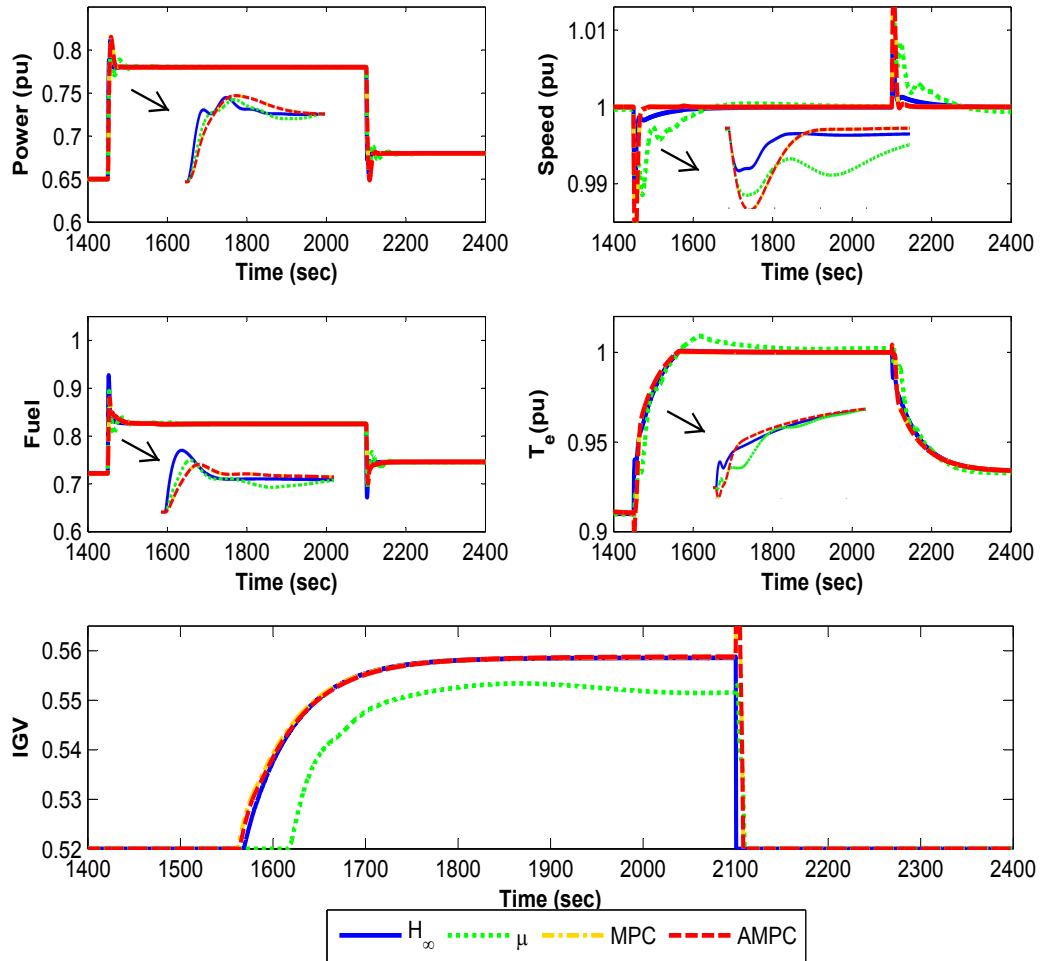 Power (pu)
0.8
0.75
0.7
0.65
0.6
1400 1600 1800 2000 2200 2400
Time (sec)
Speed (pu)
1.01
1
0.99
1400 1600 1800 2000 2200 2400
Time (sec)
Fuel
1
0.9
0.8
0.7
0.6
1400 1600 1800 2000 2200 2400
Time (sec)
T_e(pu)
1
0.95
0.9
1400 1600 1800 2000 2200 2400
Time (sec)
IGV
0.56
0.55
0.54
0.53
0.52
1400 1500 1600 1700 1800 1900 2000 2100 2200 2300 2400
Time (sec)
H_∞ μ MPC AMPC